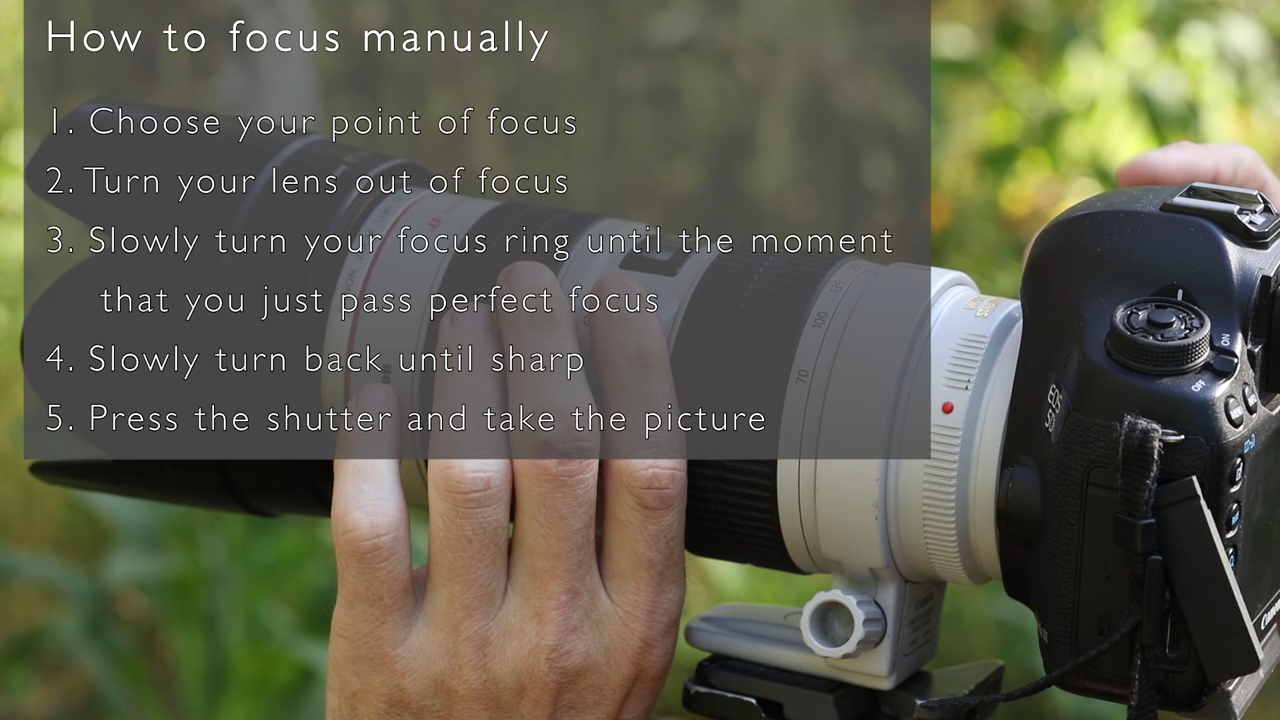 How to focus manually
1. Choose your point of focus
2. Turn your lens out of focus
3. Slowly turn your focus ring until the moment
that you just pass perfect focus
4. Slowly turn back until sharp
5. Press the shutter and take the picture
135
100
70
ON
OFF